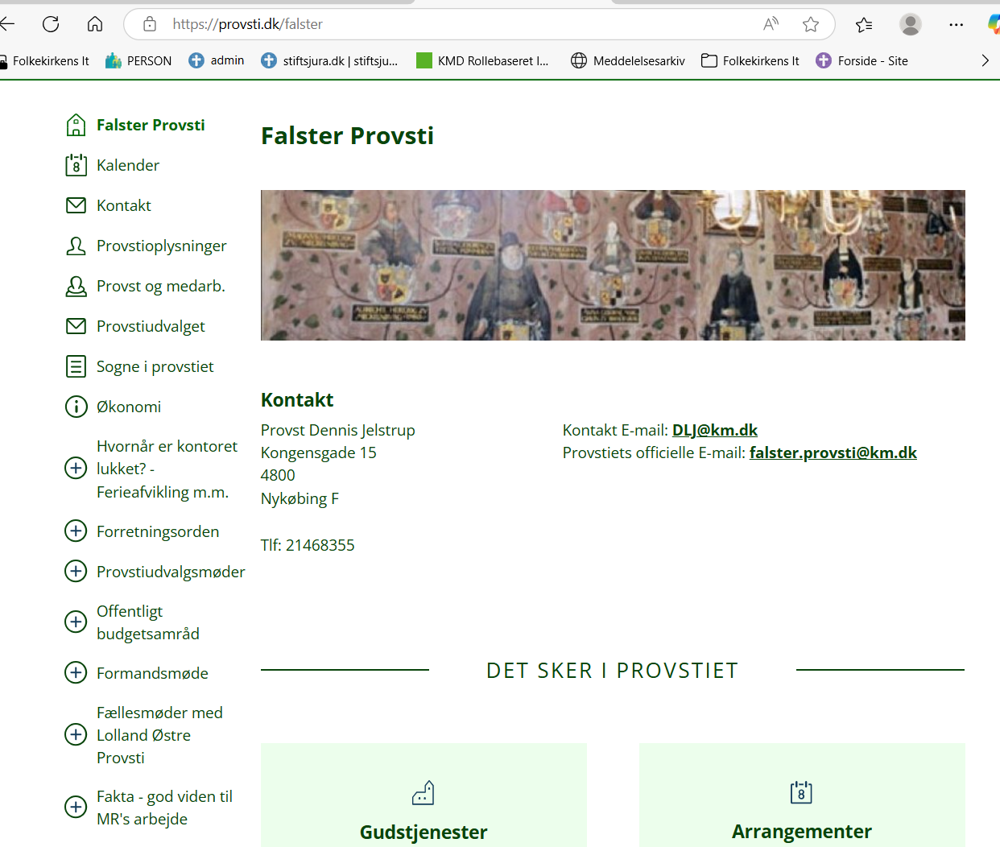 https://provsti.dk/falster
Folkekirkens It
PERSON
admin
stiftsjura.dk | stiftsju...
KMD Rollebaseret I...
Meddelelsesarkiv
Folkekirkens It
Forside - Site
Falster Provsti
Kalender
Kontakt
Provstioplysninger
Provst og medarb.
Provstiudvalget
Sogne i provstiet
Økonomi
Hvornår er kontoret
lukket? -
Ferieafvikling m.m.
Forretningsorden
Provstiudvalgsmøder
Offentligt
budgetsamråd
Formandsmøde
Fællesmøder med
Lolland Østre
Provsti
Fakta - god viden til
MR's arbejde
Falster Provsti
Kontakt
Provst Dennis Jelstrup
Kongensgade 15
4800
Nykøbing F
Tlf: 21468355
Kontakt E-mail: DLJ@km.dk
Provstiets officielle E-mail: falster.provsti@km.dk
DET SKER I PROVSTIET
8
Gudstjenester
8
Arrangementer